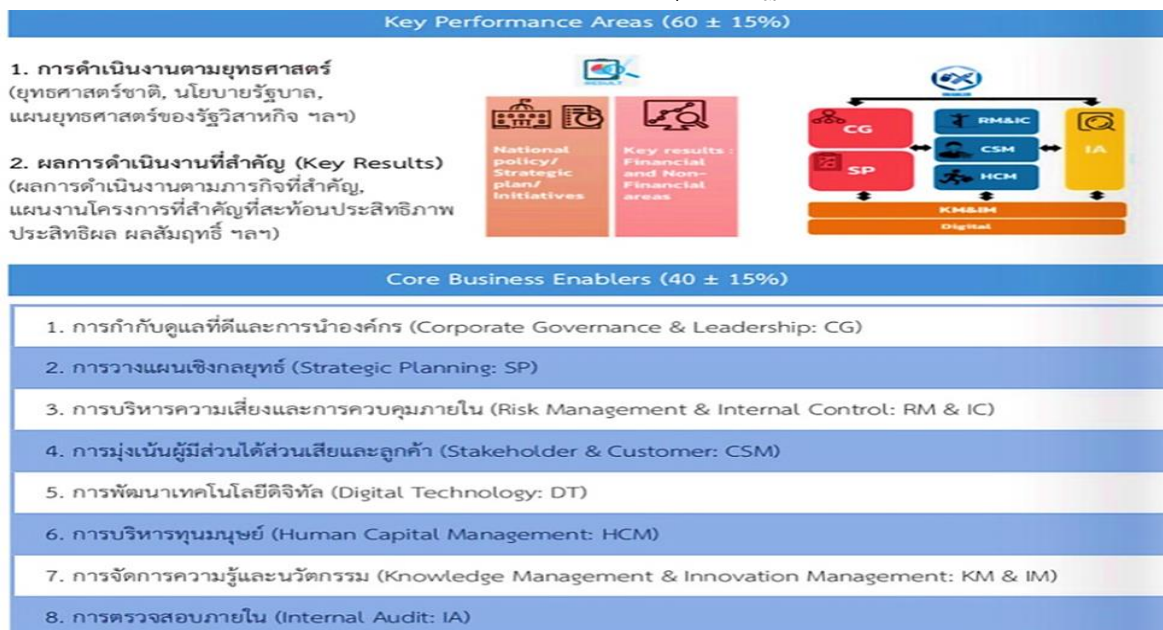 Key Performance Areas (60 ± 15%)
1. การดำเนินงานตามยุทธศาสตร์
(ยุทธศาสตร์ชาติ, นโยบายรัฐบาล,
แผนยุทธศาสตร์ของรัฐวิสาหกิจ ฯลฯ)
2. ผลการดำเนินงานที่สำคัญ (Key Results)
(ผลการดำเนินงานตามภารกิจที่สำคัญ,
แผนงานโครงการที่สำคัญที่สะท้อนประสิทธิภาพ
ประสิทธิผล ผลสัมฤทธิ์ ฯลฯ)
RESULT
National
policy/
Strategic
plan/
Initiatives
Key results :
Financial
and Non-
Financial
areas
CG
SP
RM&IC
CSM
HCM
IA
KM&IM
Digital
Core Business Enablers (40 ± 15%)
1. การกำกับดูแลที่ดีและการนำองค์กร (Corporate Governance & Leadership: CG)
2. การวางแผนเชิงกลยุทธ์ (Strategic Planning: SP)
3. การบริหารความเสี่ยงและการควบคุมภายใน (Risk Management & Internal Control: RM & IC)
4. การมุ่งเน้นผู้มีส่วนได้ส่วนเสียและลูกค้า (Stakeholder & Customer: CSM)
5. การพัฒนาเทคโนโลยีดิจิทัล (Digital Technology: DT)
6. การบริหารทุนมนุษย์ (Human Capital Management: HCM)
7. การจัดการความรู้และนวัตกรรม (Knowledge Management & Innovation Management: KM & IM)
8. การตรวจสอบภายใน (Internal Audit: IA)